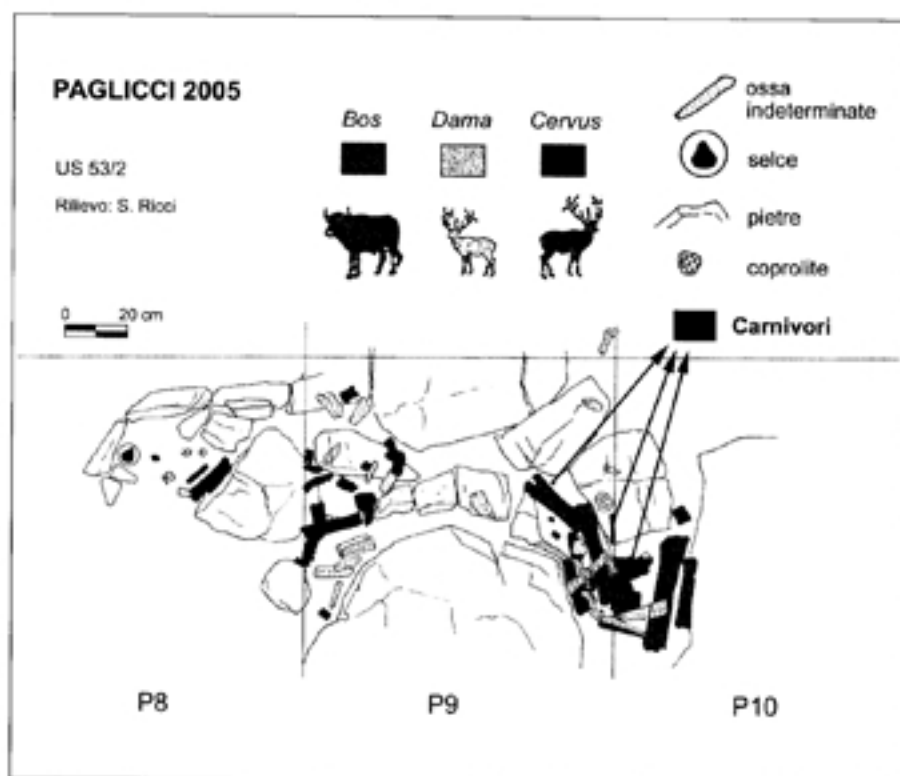 PAGLICCI 2005
US 53/2
Rilievo: S. Ricci
0 20 cm
Bos Dama Cervus
ossa
indeterminate
selce
pietre
coprolite
Carnivori
P8 P9 P10